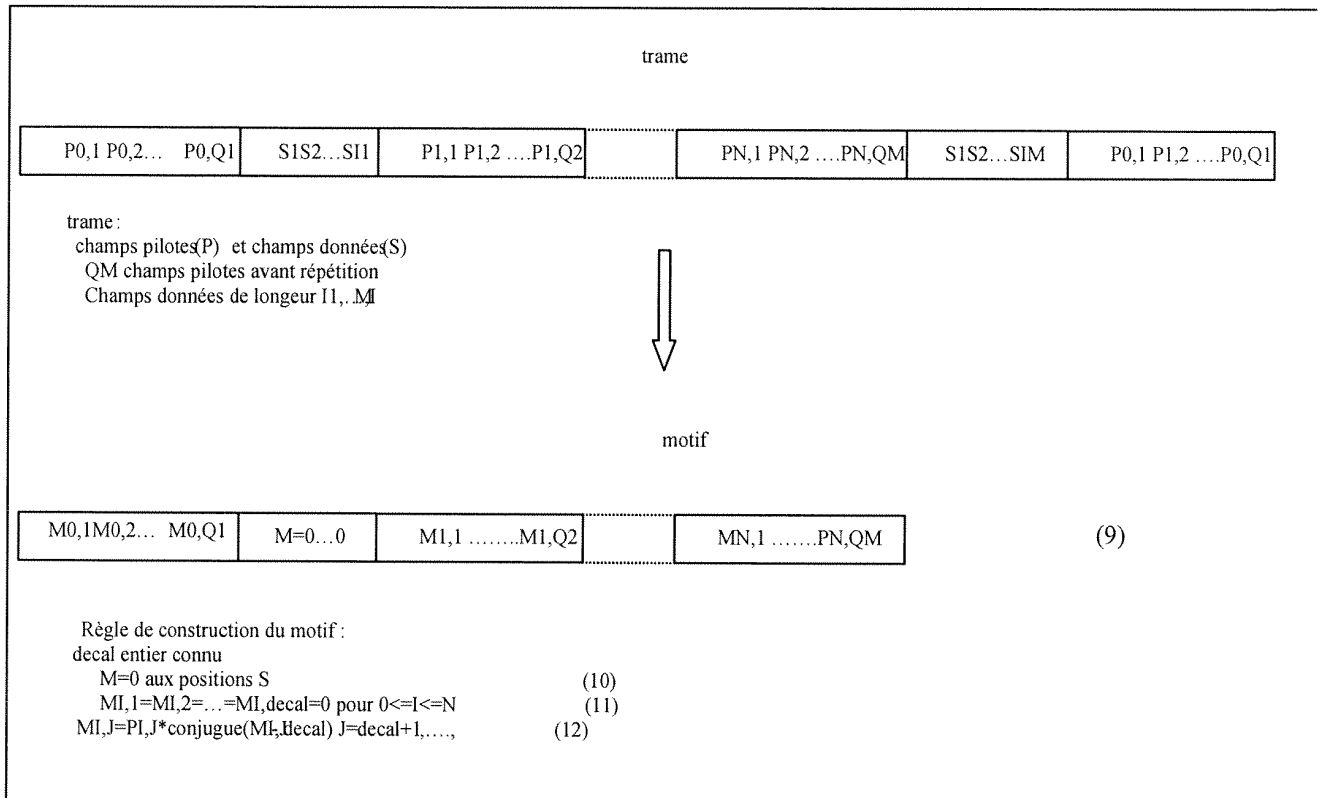 trame
P0,1 P0,2... P0,Q1 S1S2...SI1 P1,1 P1,2 ....P1,Q2 PN,1 PN,2 ....PN,QM S1S2...SIM P0,1 P1,2 ....P0,Q1
trame :
champs pilotes(P) et champs données(S)
QM champs pilotes avant répétition
Champs données de longeur I1,...
motif
M0,1M0,2... M0,Q1 M=0...0 M1,1 ........M1,Q2 MN,1 .......PN,QM (9)
Règle de construction du motif :
decal entier connu
M=0 aux positions S (10)
MI,1=MI,2=...=MI,decal=0 pour 0<=I<=N (11)
MI,J=PI,J*conjugue( decal) J=decal+1,...., (12)